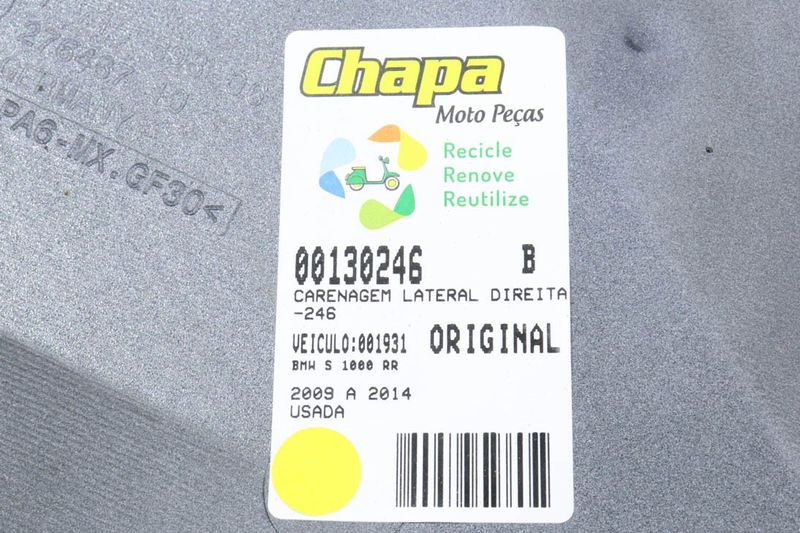 GERMANY
PA6-MX.GF30<
Chapa
Moto Peças
Recicle
Renove
Reutilize
00130246 B
CARENAGEM LATERAL DIREITA
-246
VEICULO:001931 ORIGINAL
BMW S 1000 RR
2009 A 2014
USADA